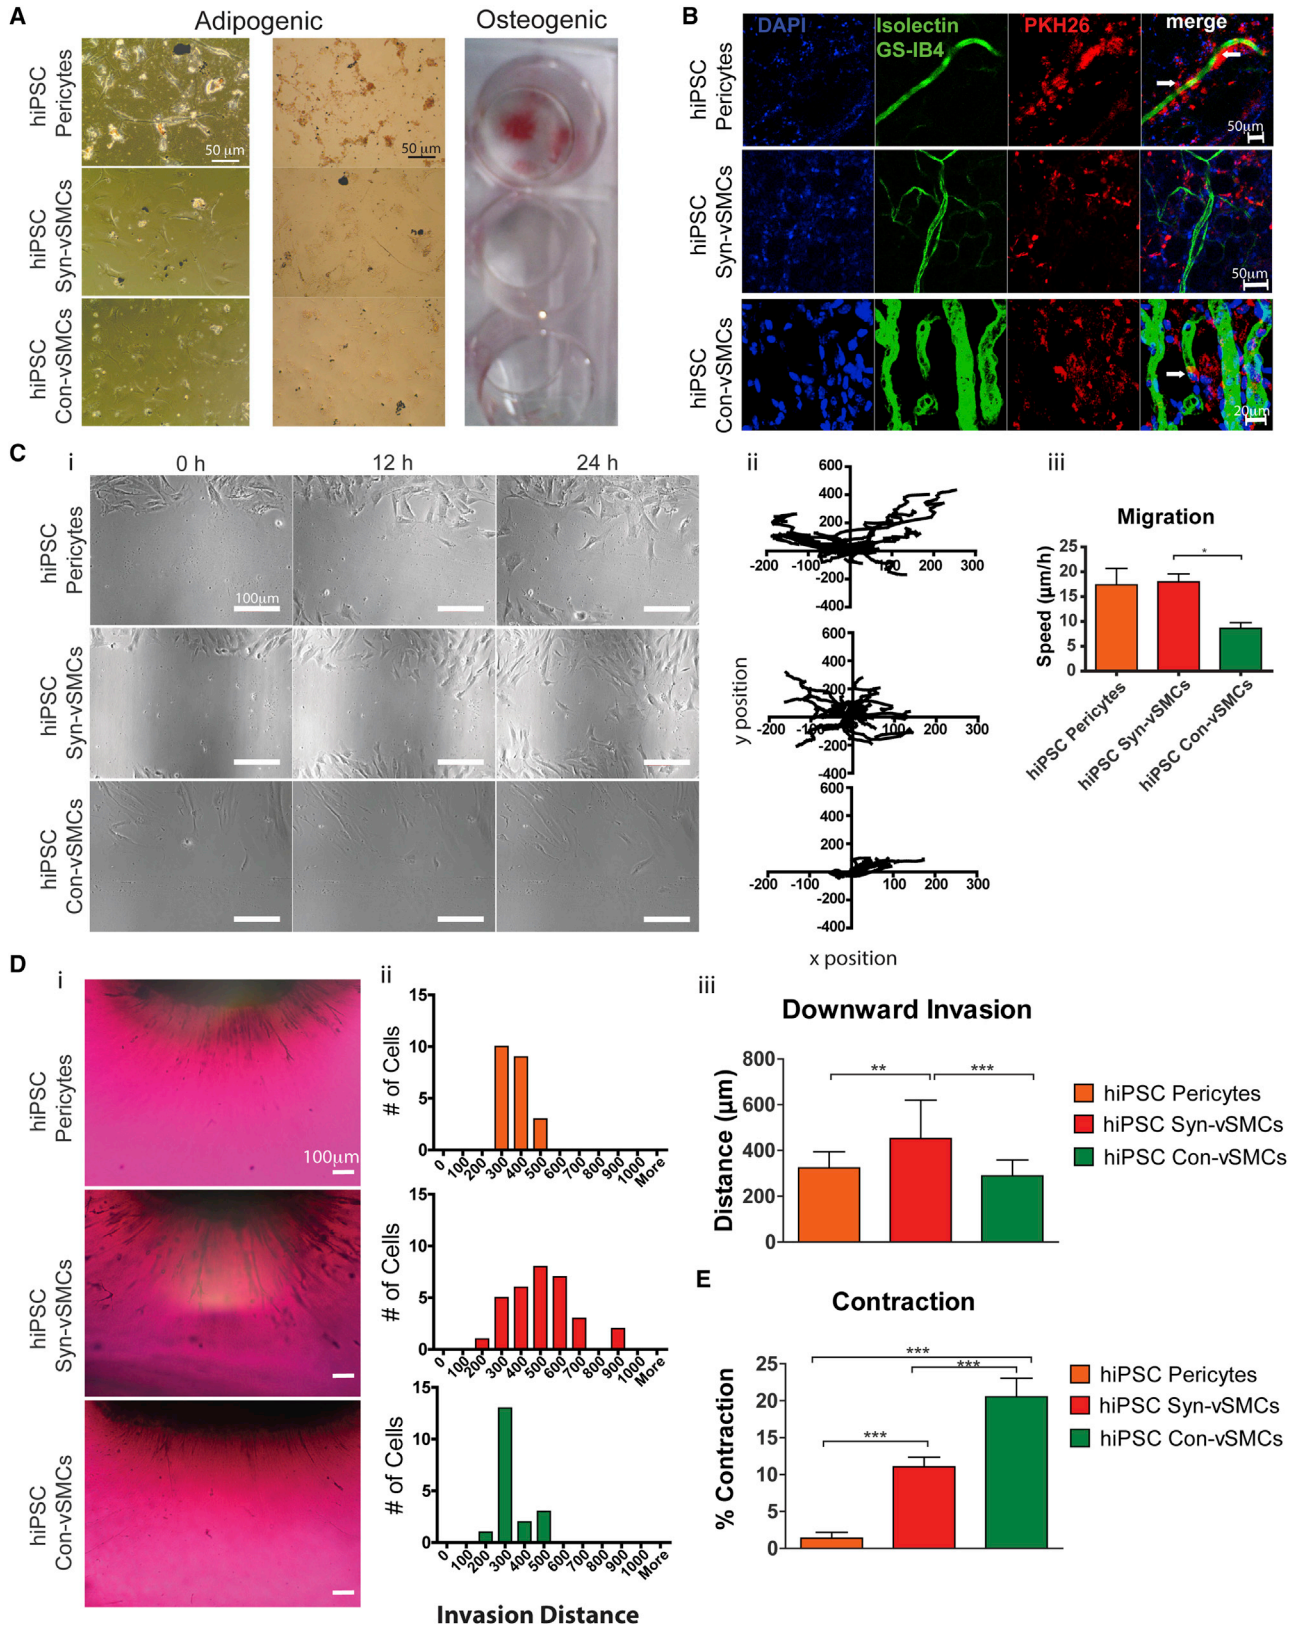 A
Adipogenic
Osteogenic
hiPSC
Pericytes
50 µm
50 µm
hiPSC
Syn-vSMCs
hiPSC
Con-vSMCs
B
DAPI
Isolectin
GS-IB4
PKH26
merge
hiPSC
Pericytes
50µm
hiPSC
Syn-vSMCs
50µm
hiPSC
Con-vSMCs
20µm
C
i
0 h
12 h
24 h
hiPSC
Pericytes
100µm
hiPSC
Syn-vSMCs
hiPSC
Con-vSMCs
ii
600
400
200
-200
-400
-200 -100 100 200 300
600
400
200
-200
-400
-200 -100 100 200 300
600
400
200
-200
-400
-200 -100 100 200 300
y position
x position
iii
Migration
Speed (µm/h)
25
20
15
10
5
0
*
hiPSC Pericytes
hiPSC Syn-vSMCs
hiPSC Con-vSMCs
D
i
hiPSC
Pericytes
100µm
hiPSC
Syn-vSMCs
hiPSC
Con-vSMCs
ii
# of Cells
15
10
5
0
0 100 200 300 400 500 600 700 800 900 1000 More
# of Cells
15
10
5
0
0 100 200 300 400 500 600 700 800 900 1000 More
# of Cells
15
10
5
0
0 100 200 300 400 500 600 700 800 900 1000 More
Invasion Distance
iii
Downward Invasion
Distance (µm)
800
600
400
200
0
** ***
hiPSC Pericytes
hiPSC Syn-vSMCs
hiPSC Con-vSMCs
E
Contraction
% Contraction
25
20
15
10
5
0
***
***
***
hiPSC Pericytes
hiPSC Syn-vSMCs
hiPSC Con-vSMCs